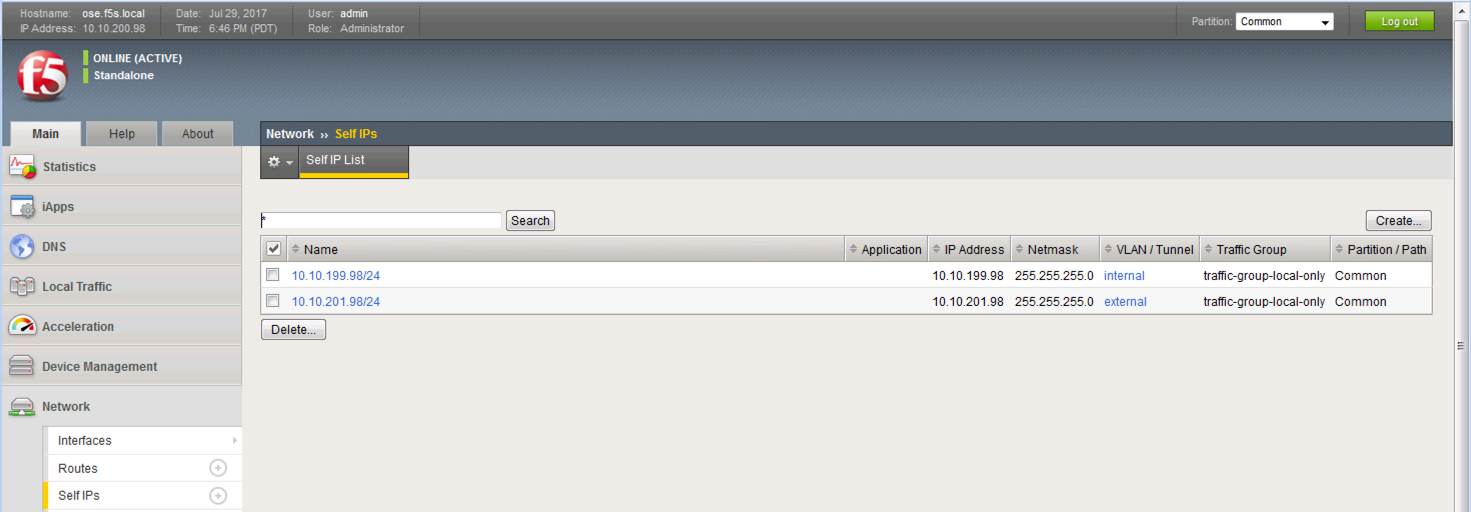 Hostname: ose.f5s.local Date: Jul 29, 2017 User: admin Partition: Common Log out
IP Address: 10.10.200.98 Time: 6:46 PM (PDT) Role: Administrator
f5
ONLINE (ACTIVE)
Standalone
Main Help About
Network ›› Self IPs
Self IP List
Statistics
iApps
DNS
Local Traffic
Acceleration
Device Management
Network
Interfaces
Routes
Self IPs
* Search Create...
Name Application IP Address Netmask VLAN / Tunnel Traffic Group Partition / Path
10.10.199.98/24 10.10.199.98 255.255.255.0 internal traffic-group-local-only Common
10.10.201.98/24 10.10.201.98 255.255.255.0 external traffic-group-local-only Common
Delete...